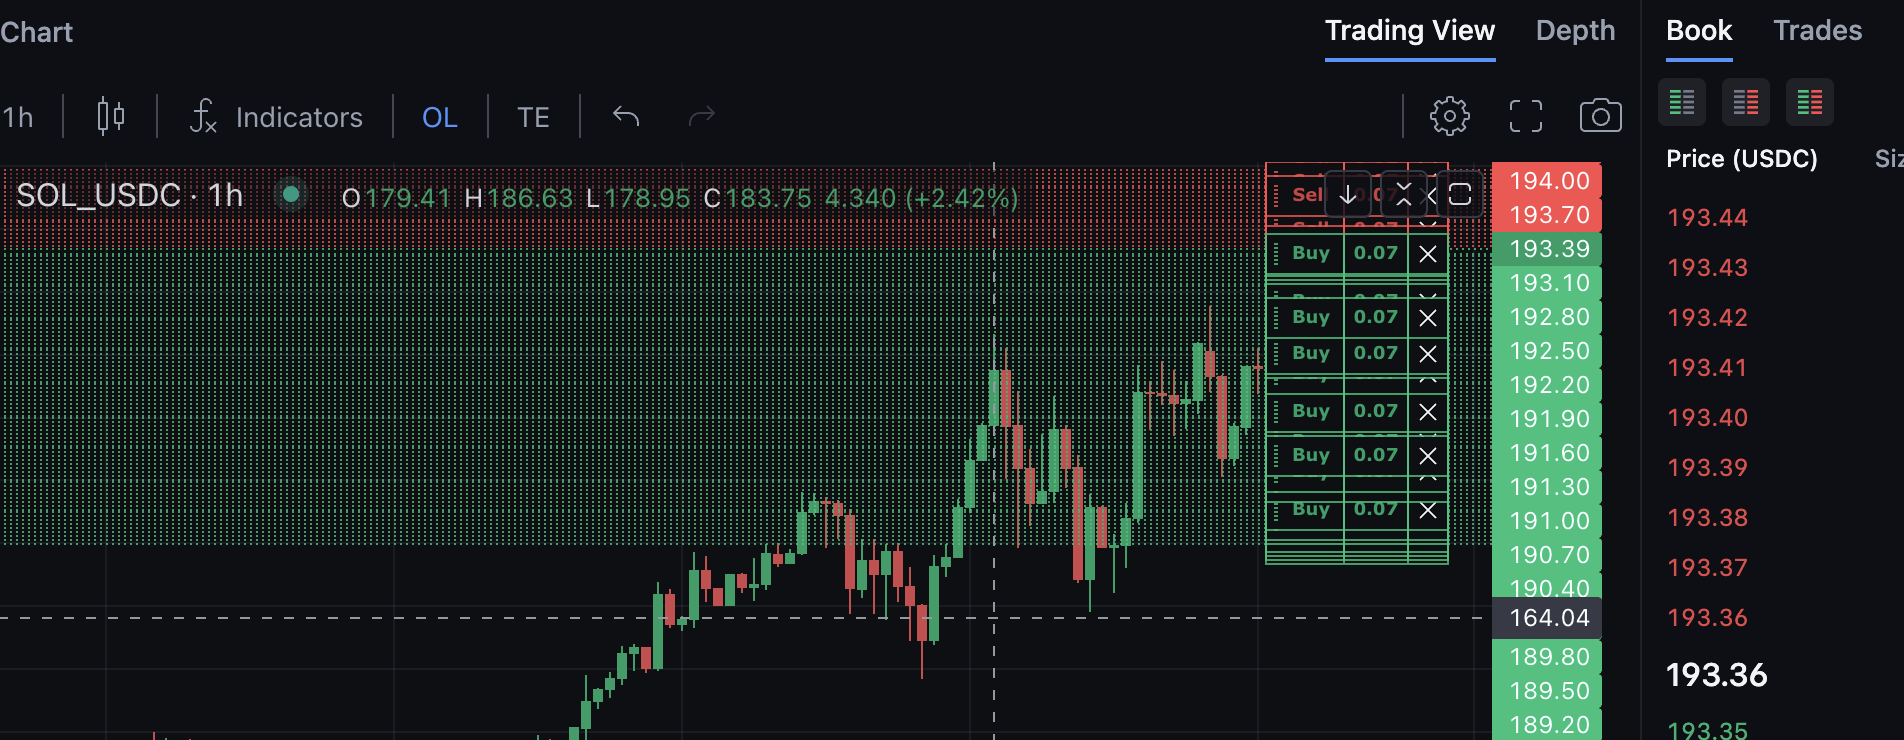 Chart
Trading View Depth
1h
Indicators
OL
TE
SOL_USDC · 1h
O179.41 H186.63 L178.95 C183.75 4.340 (+2.42%)
Sell
Buy 0.07
Buy 0.07
Buy 0.07
Buy 0.07
Buy 0.07
Buy 0.07
194.00
193.70
193.39
193.10
192.80
192.50
192.20
191.90
191.60
191.30
191.00
190.70
190.40
164.04
189.80
189.50
189.20
Book Trades
Price (USDC)
193.44
193.43
193.42
193.41
193.40
193.39
193.38
193.37
193.36
193.36
193.35